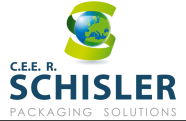 C.E.E. R.
SCHISLER
PACKAGING SOLUTIONS